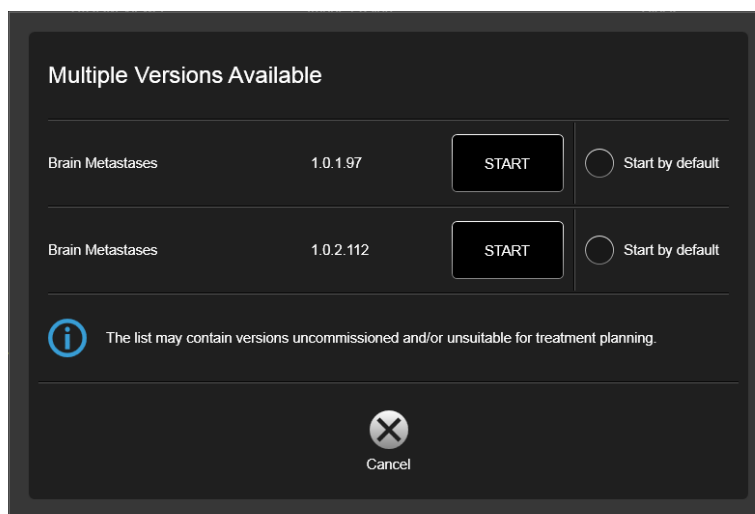 Multiple Versions Available
Brain Metastases 1.0.1.97 START Start by default
Brain Metastases 1.0.2.112 START Start by default
The list may contain versions uncommissioned and/or unsuitable for treatment planning.
Cancel